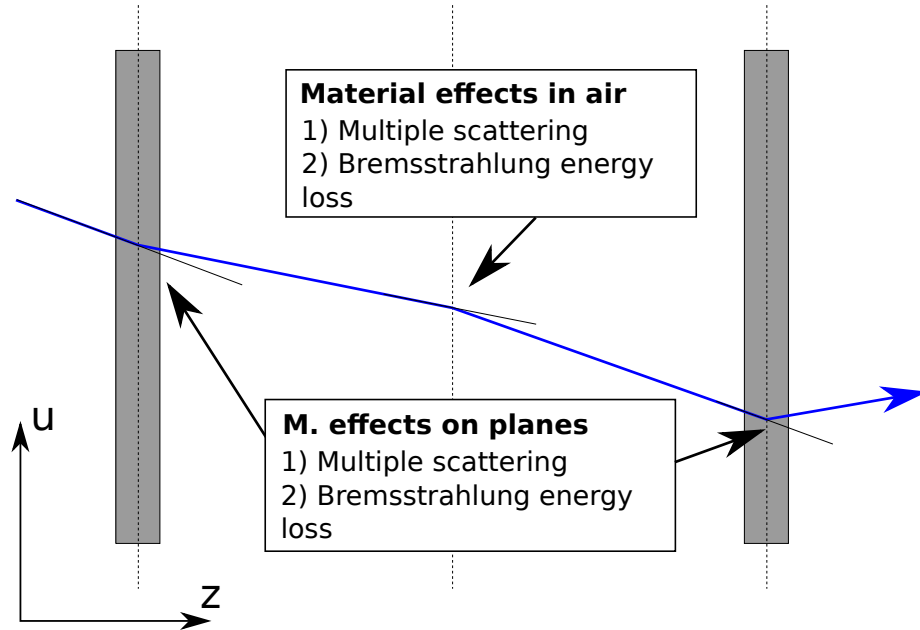 Material effects in air
1) Multiple scattering
2) Bremsstrahlung energy
loss
M. effects on planes
1) Multiple scattering
2) Bremsstrahlung energy
loss
u
z